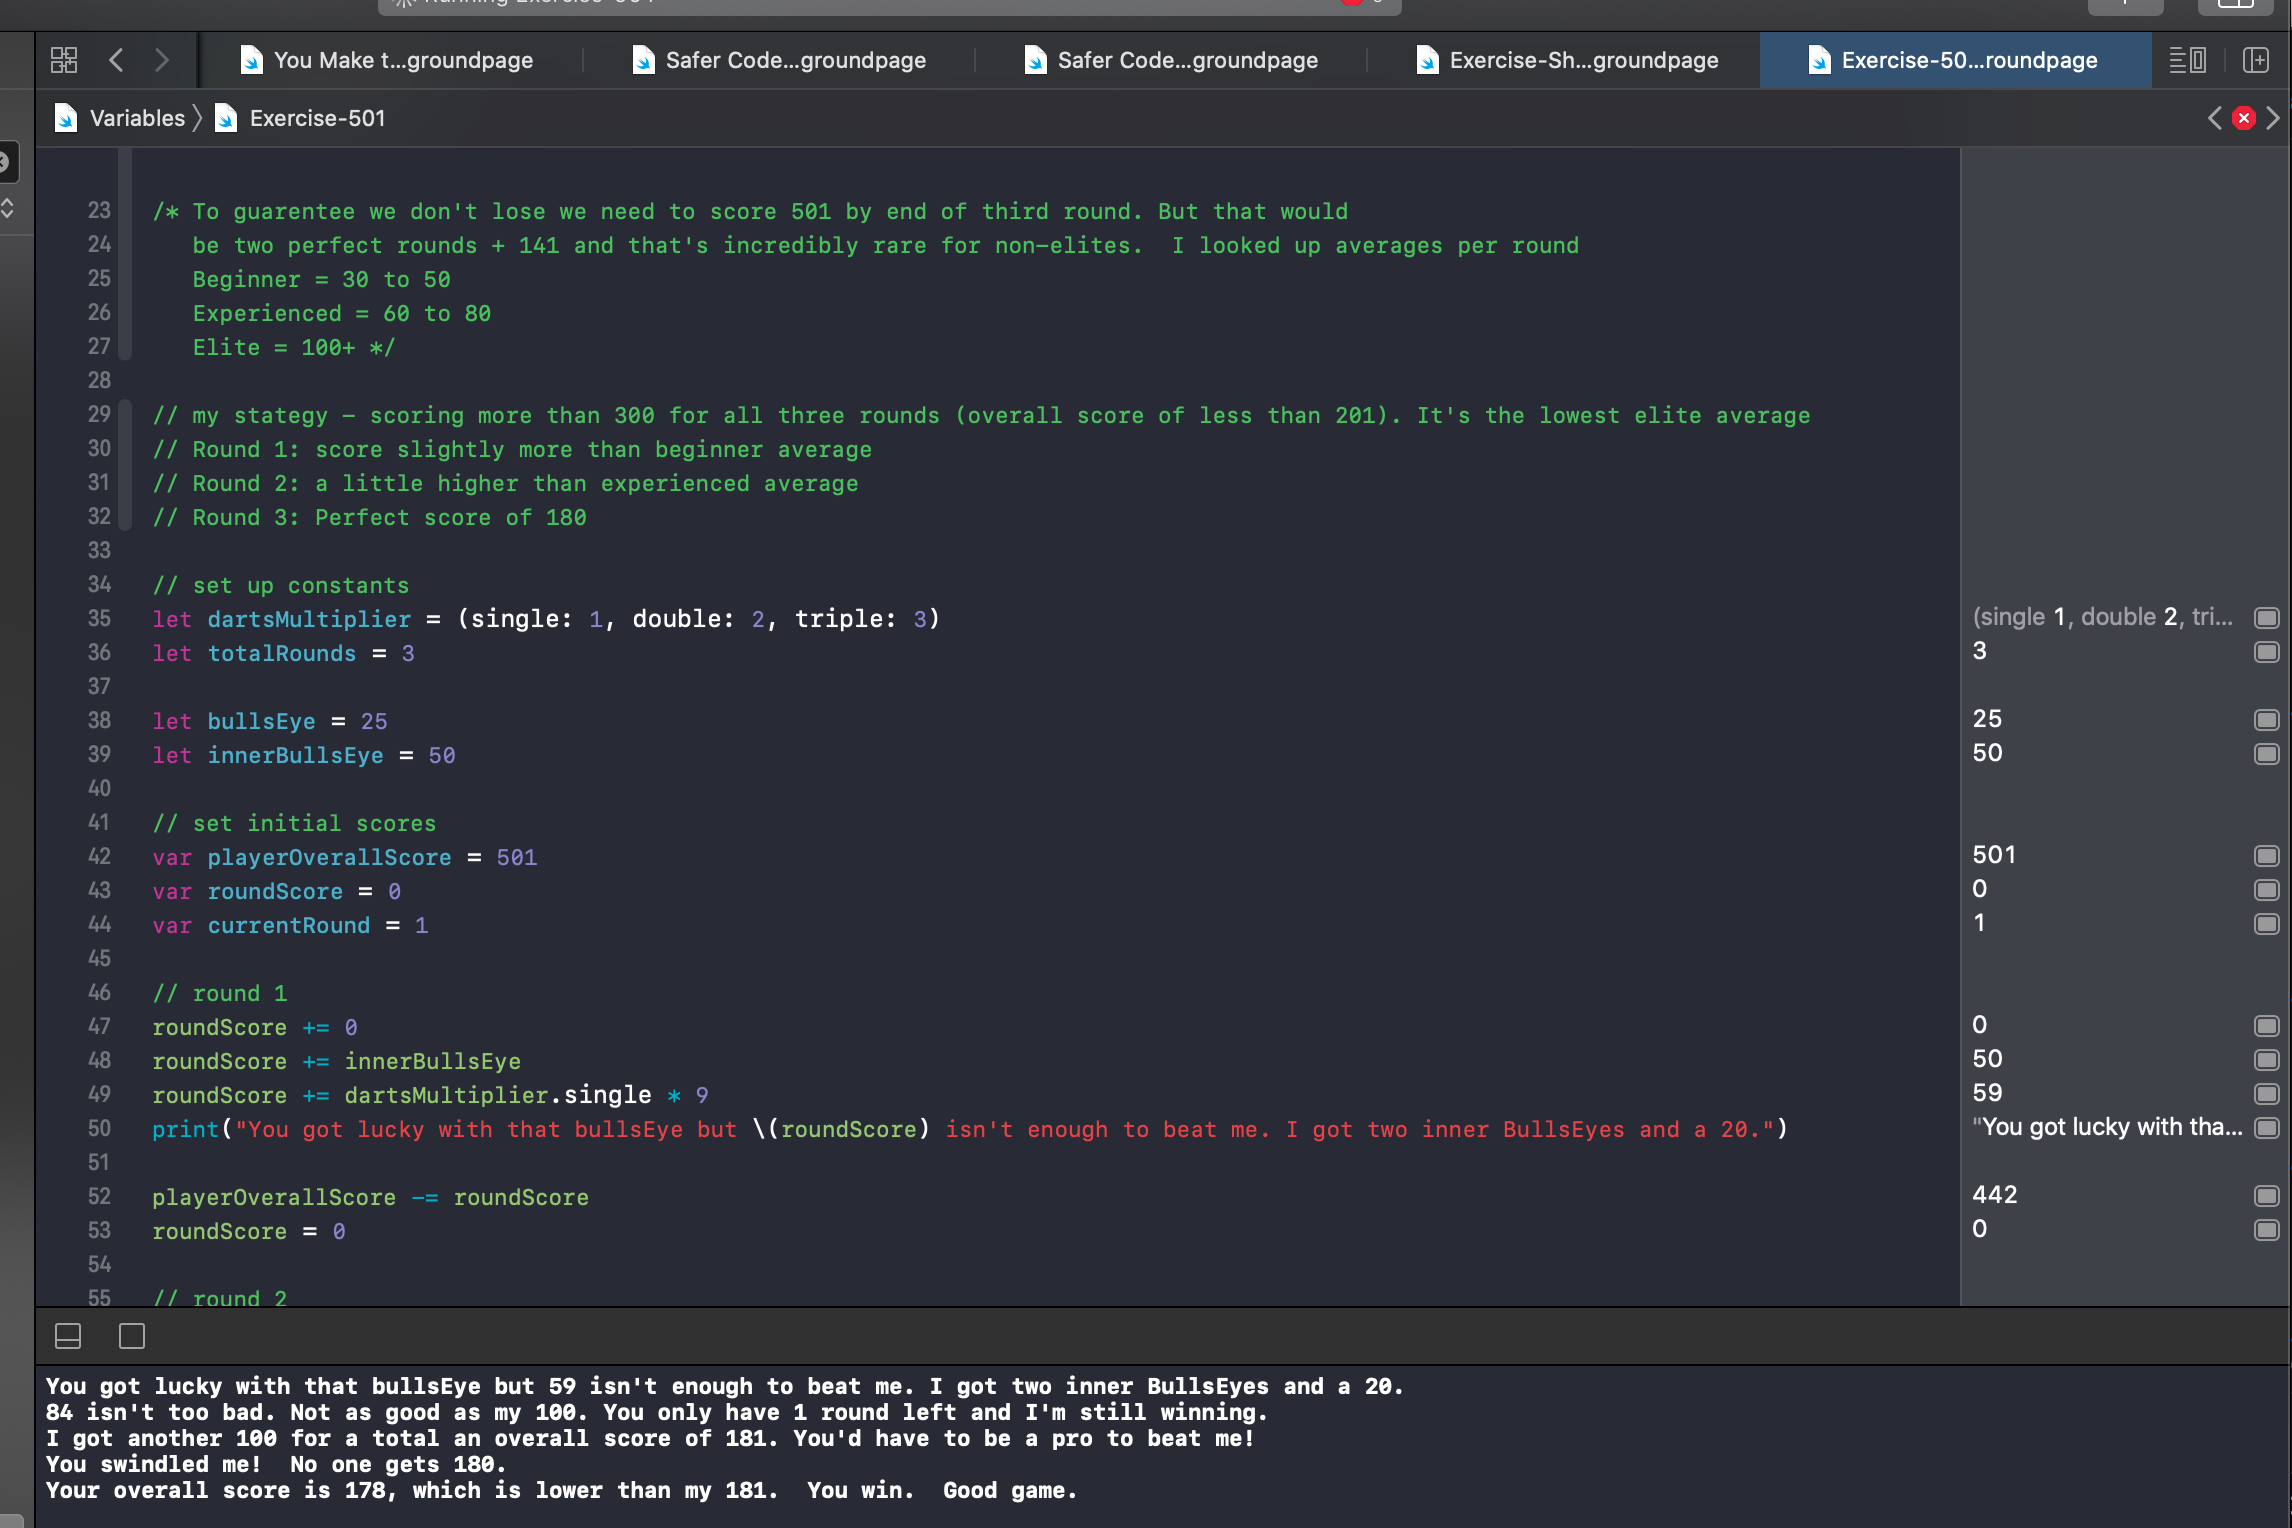 You Make t...groundpage
Safer Code...groundpage
Safer Code...groundpage
Exercise-Sh...groundpage
Exercise-50...roundpage
Variables
Exercise-501
23 /* To guarentee we don't lose we need to score 501 by end of third round. But that would
24 be two perfect rounds + 141 and that's incredibly rare for non-elites.  I looked up averages per round
25 Beginner = 30 to 50
26 Experienced = 60 to 80
27 Elite = 100+ */
28
29 // my stategy – scoring more than 300 for all three rounds (overall score of less than 201). It's the lowest elite average
30 // Round 1: score slightly more than beginner average
31 // Round 2: a little higher than experienced average
32 // Round 3: Perfect score of 180
33
34 // set up constants
35 let dartsMultiplier = (single: 1, double: 2, triple: 3) (single 1, double 2, tri...
36 let totalRounds = 3 3
37
38 let bullsEye = 25 25
39 let innerBullsEye = 50 50
40
41 // set initial scores
42 var playerOverallScore = 501 501
43 var roundScore = 0 0
44 var currentRound = 1 1
45
46 // round 1
47 roundScore += 0 0
48 roundScore += innerBullsEye 50
49 roundScore += dartsMultiplier.single * 9 59
50 print("You got lucky with that bullsEye but \(roundScore) isn't enough to beat me. I got two inner BullsEyes and a 20.") "You got lucky with tha...
51
52 playerOverallScore -= roundScore 442
53 roundScore = 0 0
54
55 // round 2
You got lucky with that bullsEye but 59 isn't enough to beat me. I got two inner BullsEyes and a 20.
84 isn't too bad. Not as good as my 100. You only have 1 round left and I'm still winning.
I got another 100 for a total an overall score of 181. You'd have to be a pro to beat me!
You swindled me!  No one gets 180.
Your overall score is 178, which is lower than my 181.  You win.  Good game.